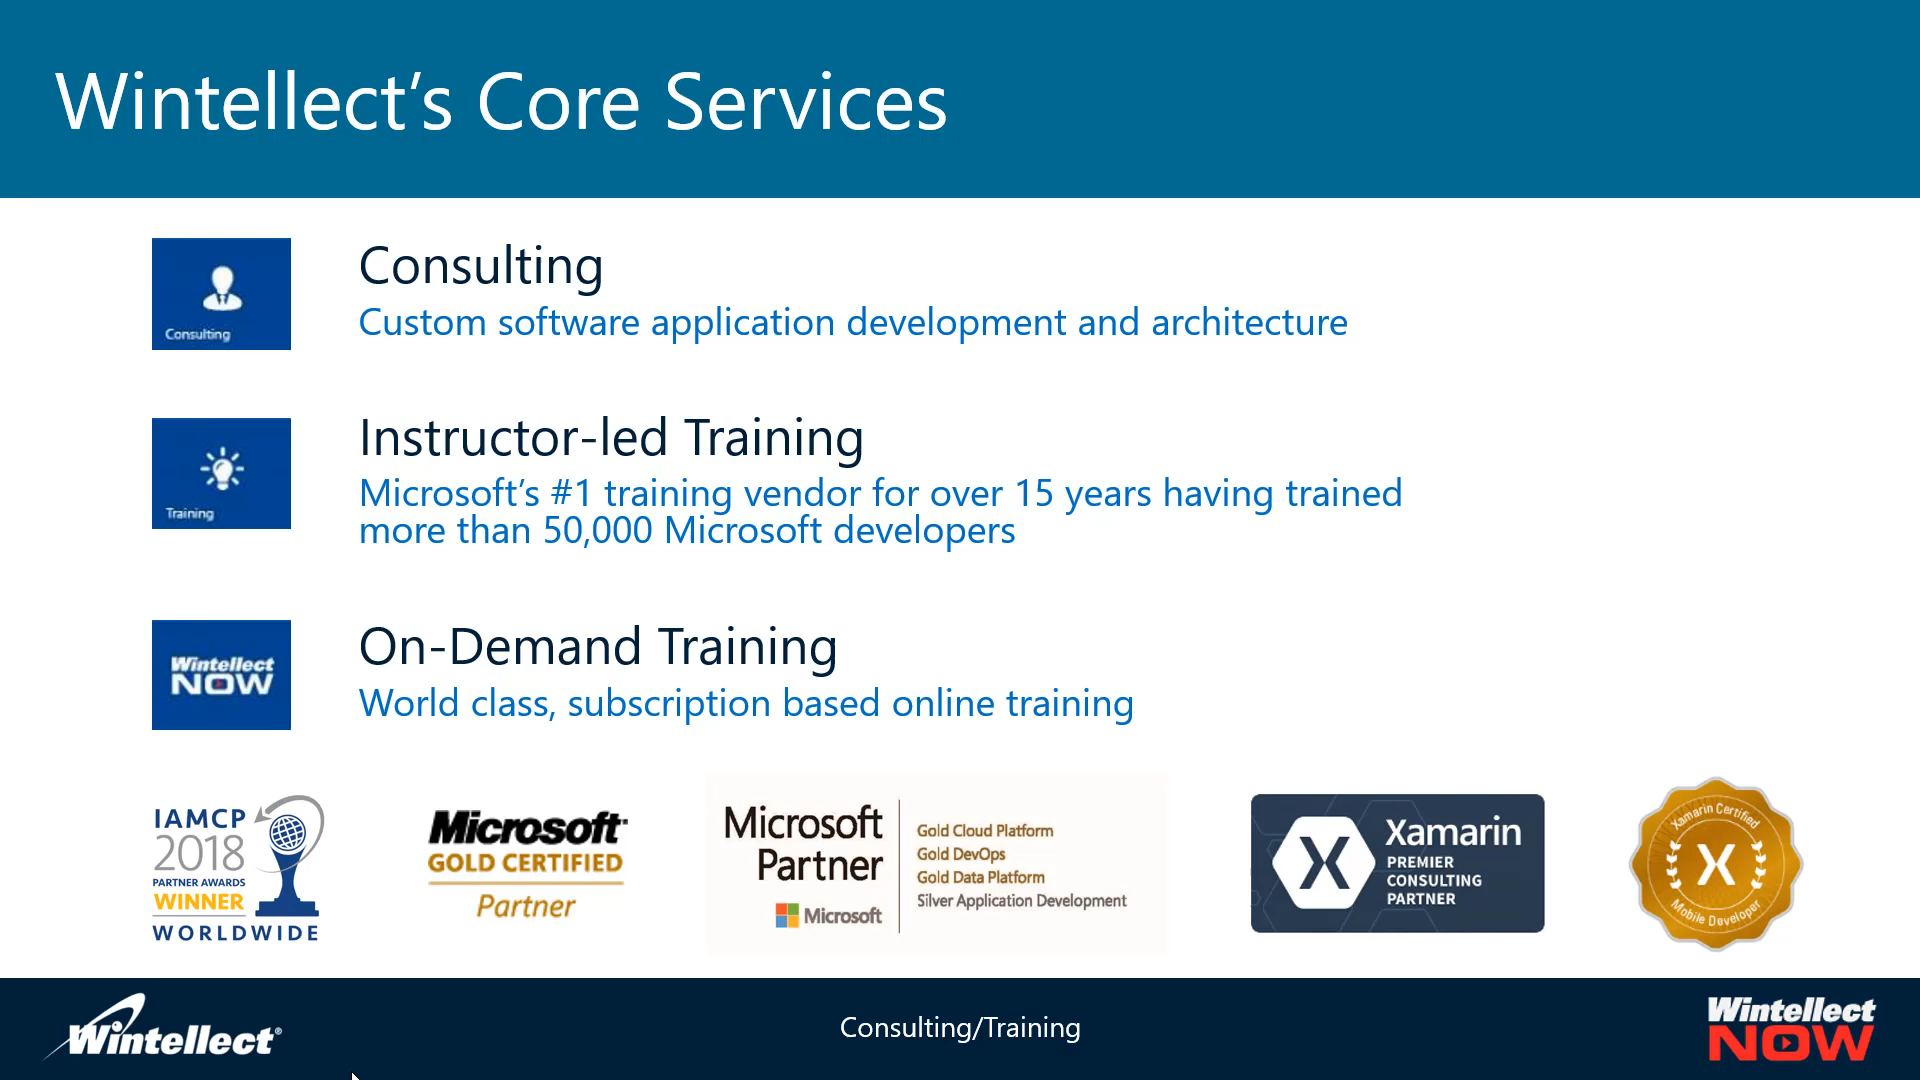 Wintellect’s Core Services
Consulting
Consulting
Custom software application development and architecture
Training
Instructor-led Training
Microsoft’s #1 training vendor for over 15 years having trained
more than 50,000 Microsoft developers
Wintellect
NOW
On-Demand Training
World class, subscription based online training
IAMCP
2018
PARTNER AWARDS
WINNER
WORLDWIDE
Microsoft
GOLD CERTIFIED
Partner
Microsoft
Partner
Microsoft
Gold Cloud Platform
Gold DevOps
Gold Data Platform
Silver Application Development
X
Xamarin
PREMIER
CONSULTING
PARTNER
Xamarin Certified
X
Mobile Developer
Wintellect®
Consulting/Training
Wintellect
NOW